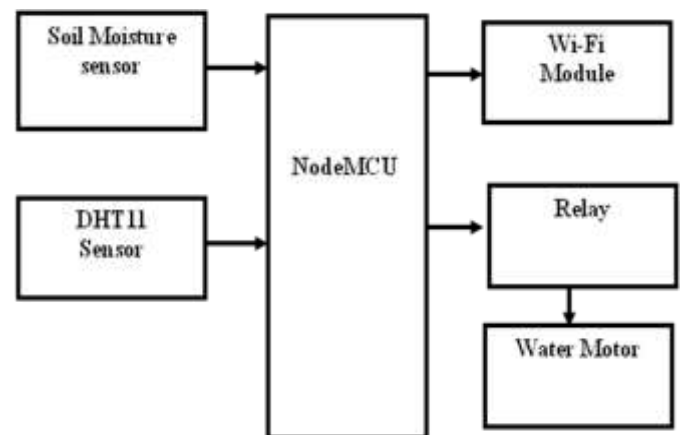 Soil Moisture
sensor
DHT11
Sensor
NodeMCU
Wi-Fi
Module
Relay
Water Motor